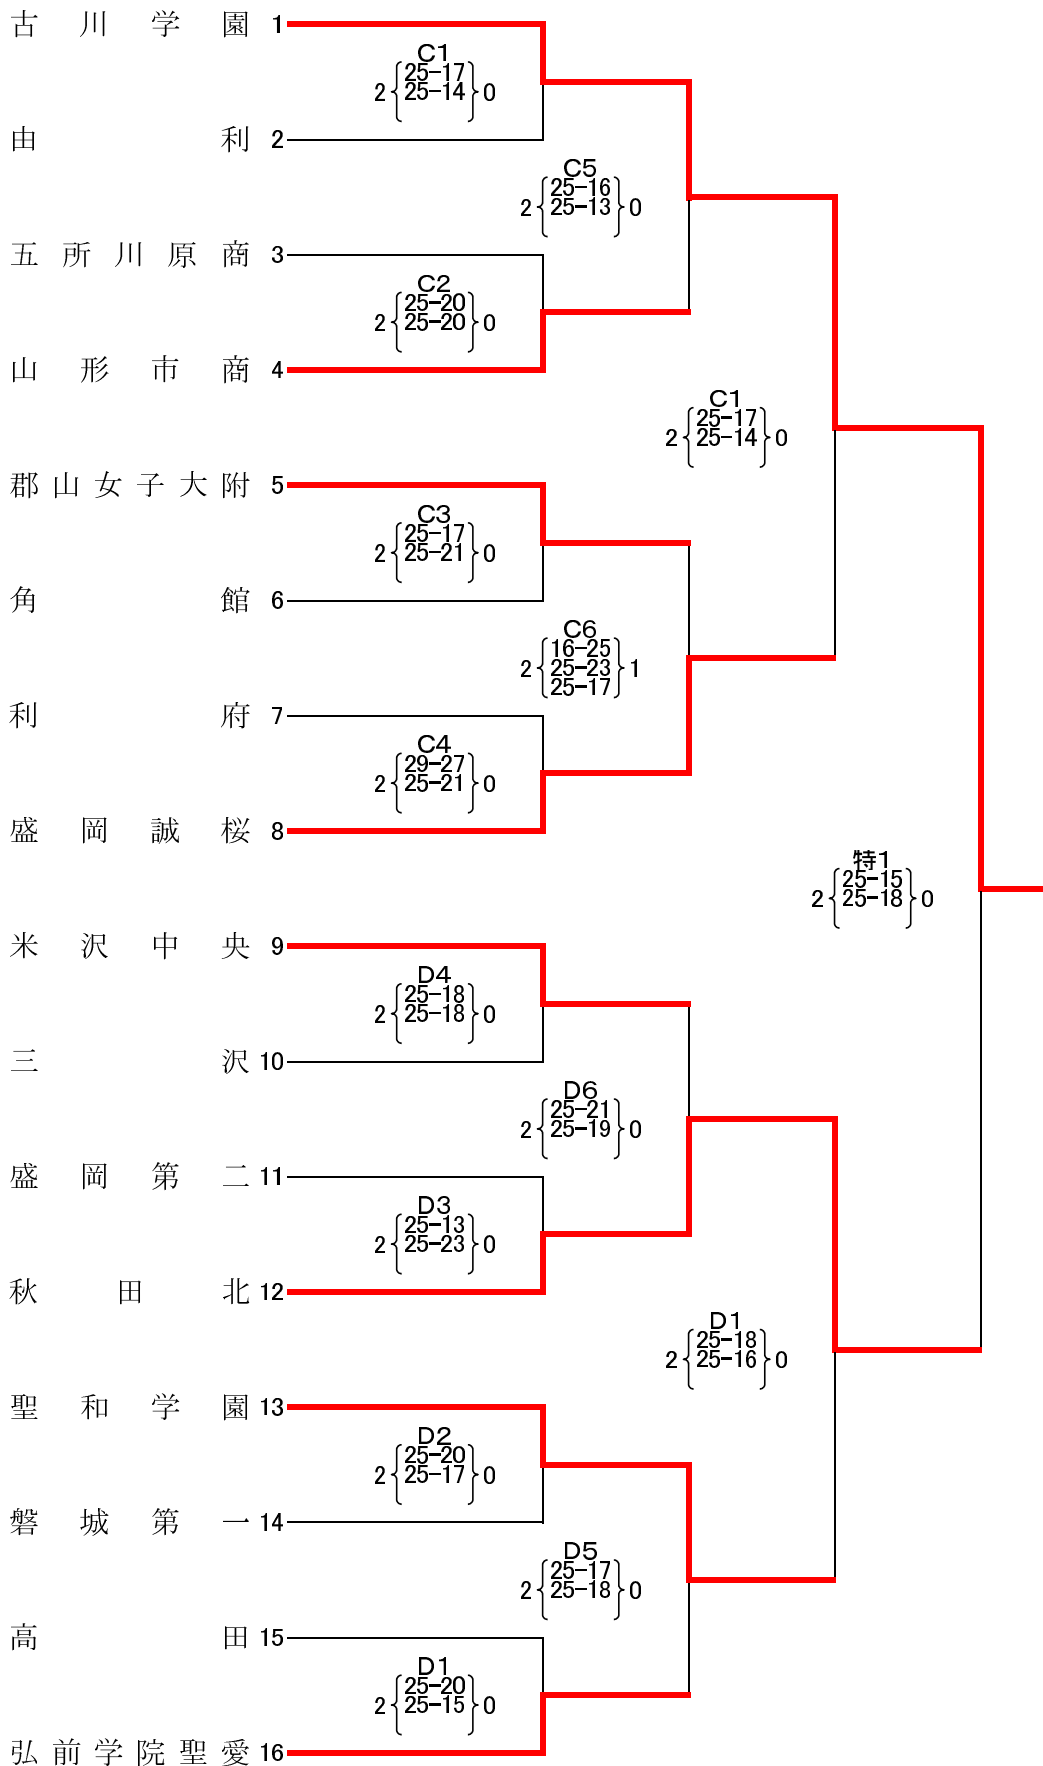 古川学園 1
C1
25-17
2 25-14 0
由利 2
C5
25-16
2 25-13 0
五所川原商 3
C2
25-20
2 25-20 0
山形市商 4
C1
25-17
2 25-14 0
郡山女子大附 5
C3
25-17
2 25-21 0
角館 6
C6
16-25
2 25-23 1
25-17
利府 7
C4
29-27
2 25-21 0
盛岡誠桜 8
特1
25-15
2 25-18 0
米沢中央 9
D4
25-18
2 25-18 0
三沢 10
D6
25-21
2 25-19 0
盛岡第二 11
D3
25-13
2 25-23 0
秋田北 12
D1
25-18
2 25-16 0
聖和学園 13
D2
25-20
2 25-17 0
磐城第一 14
D5
25-17
2 25-18 0
高田 15
D1
25-20
2 25-15 0
弘前学院聖愛 16